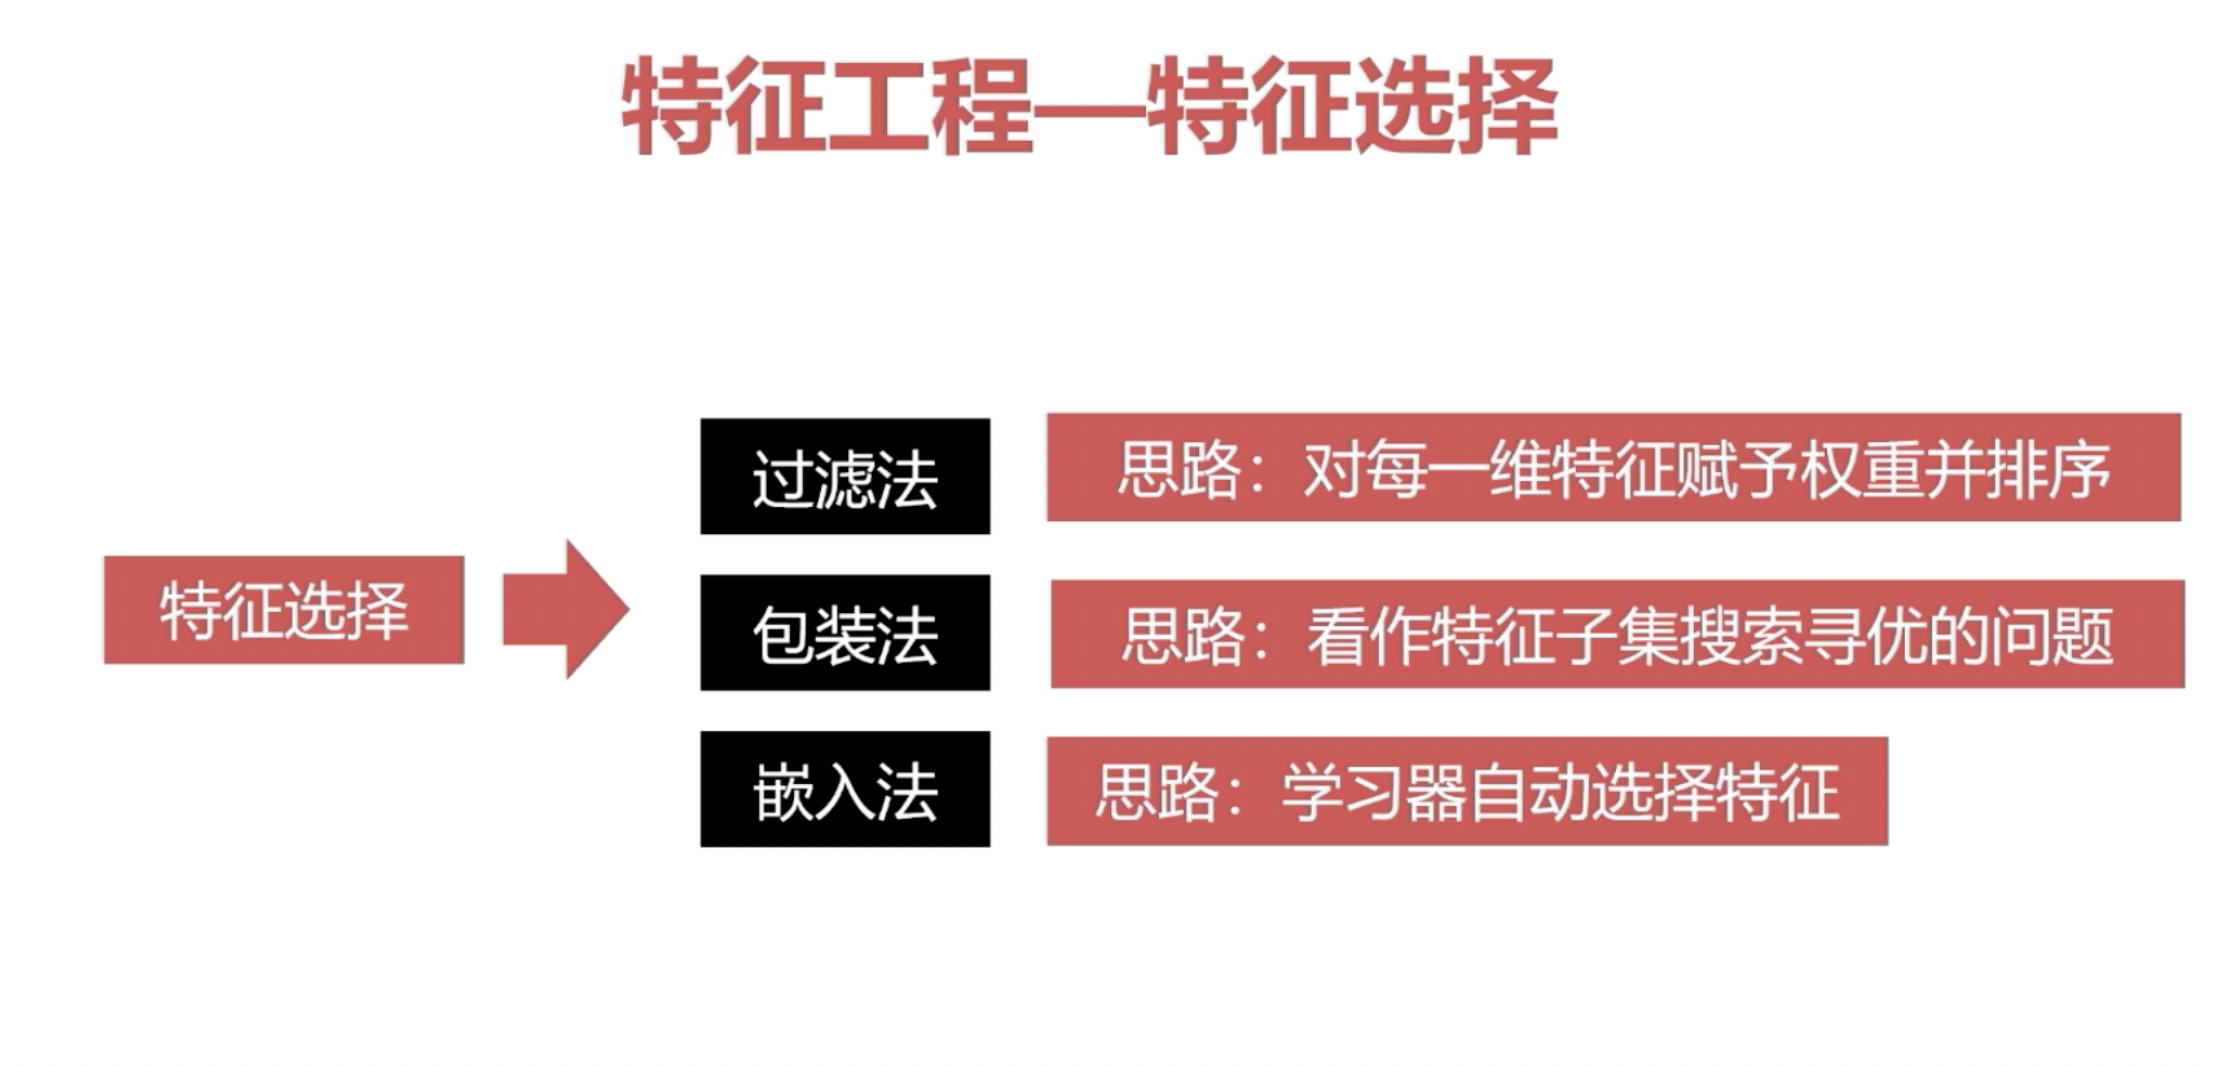 特征工程—特征选择
特征选择
过滤法
思路：对每一维特征赋予权重并排序
包装法
思路：看作特征子集搜索寻优的问题
嵌入法
思路：学习器自动选择特征